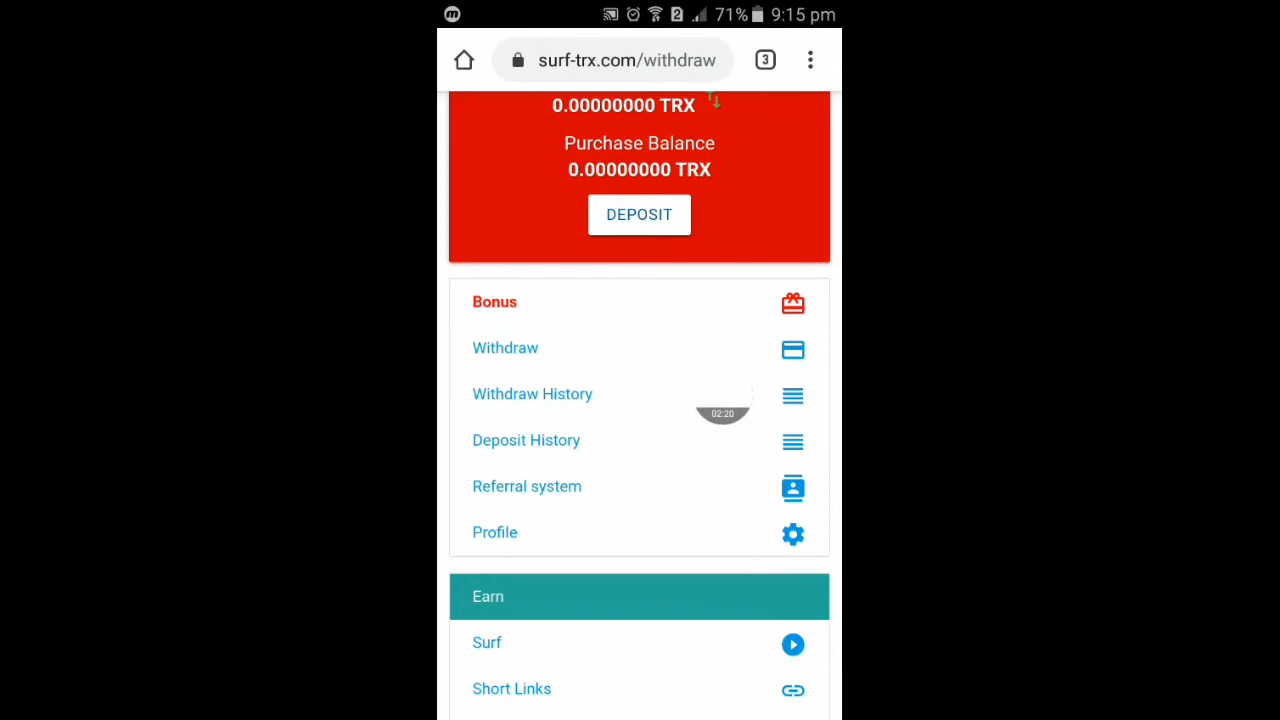 2 71% 9:15 pm
surf-trx.com/withdraw 3
0.00000000 TRX
Purchase Balance
0.00000000 TRX
DEPOSIT
Bonus
Withdraw
Withdraw History
02:20
Deposit History
Referral system
Profile
Earn
Surf
Short Links